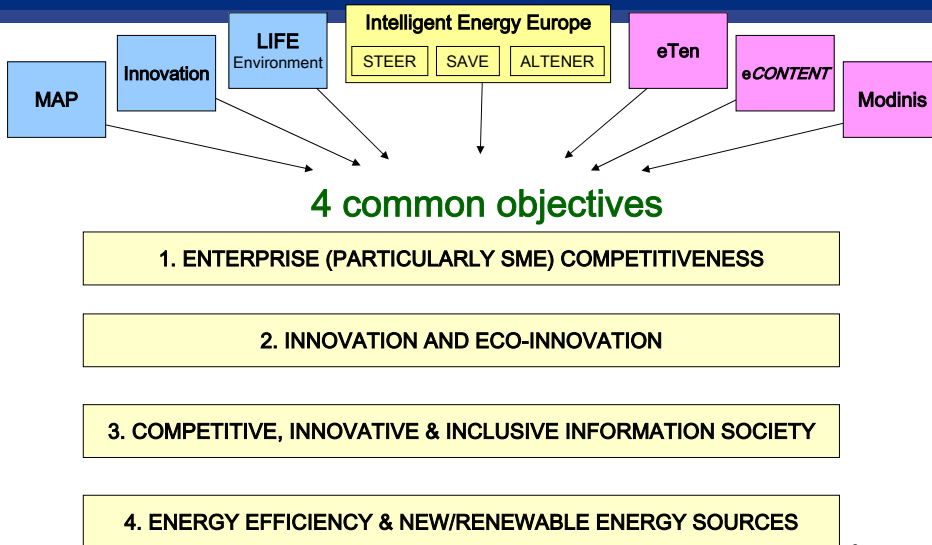 MAP
Innovation
LIFE
Environment
Intelligent Energy Europe
STEER SAVE ALTENER
eTen
eCONTENT
Modinis
4 common objectives
1. ENTERPRISE (PARTICULARLY SME) COMPETITIVENESS
2. INNOVATION AND ECO-INNOVATION
3. COMPETITIVE, INNOVATIVE & INCLUSIVE INFORMATION SOCIETY
4. ENERGY EFFICIENCY & NEW/RENEWABLE ENERGY SOURCES